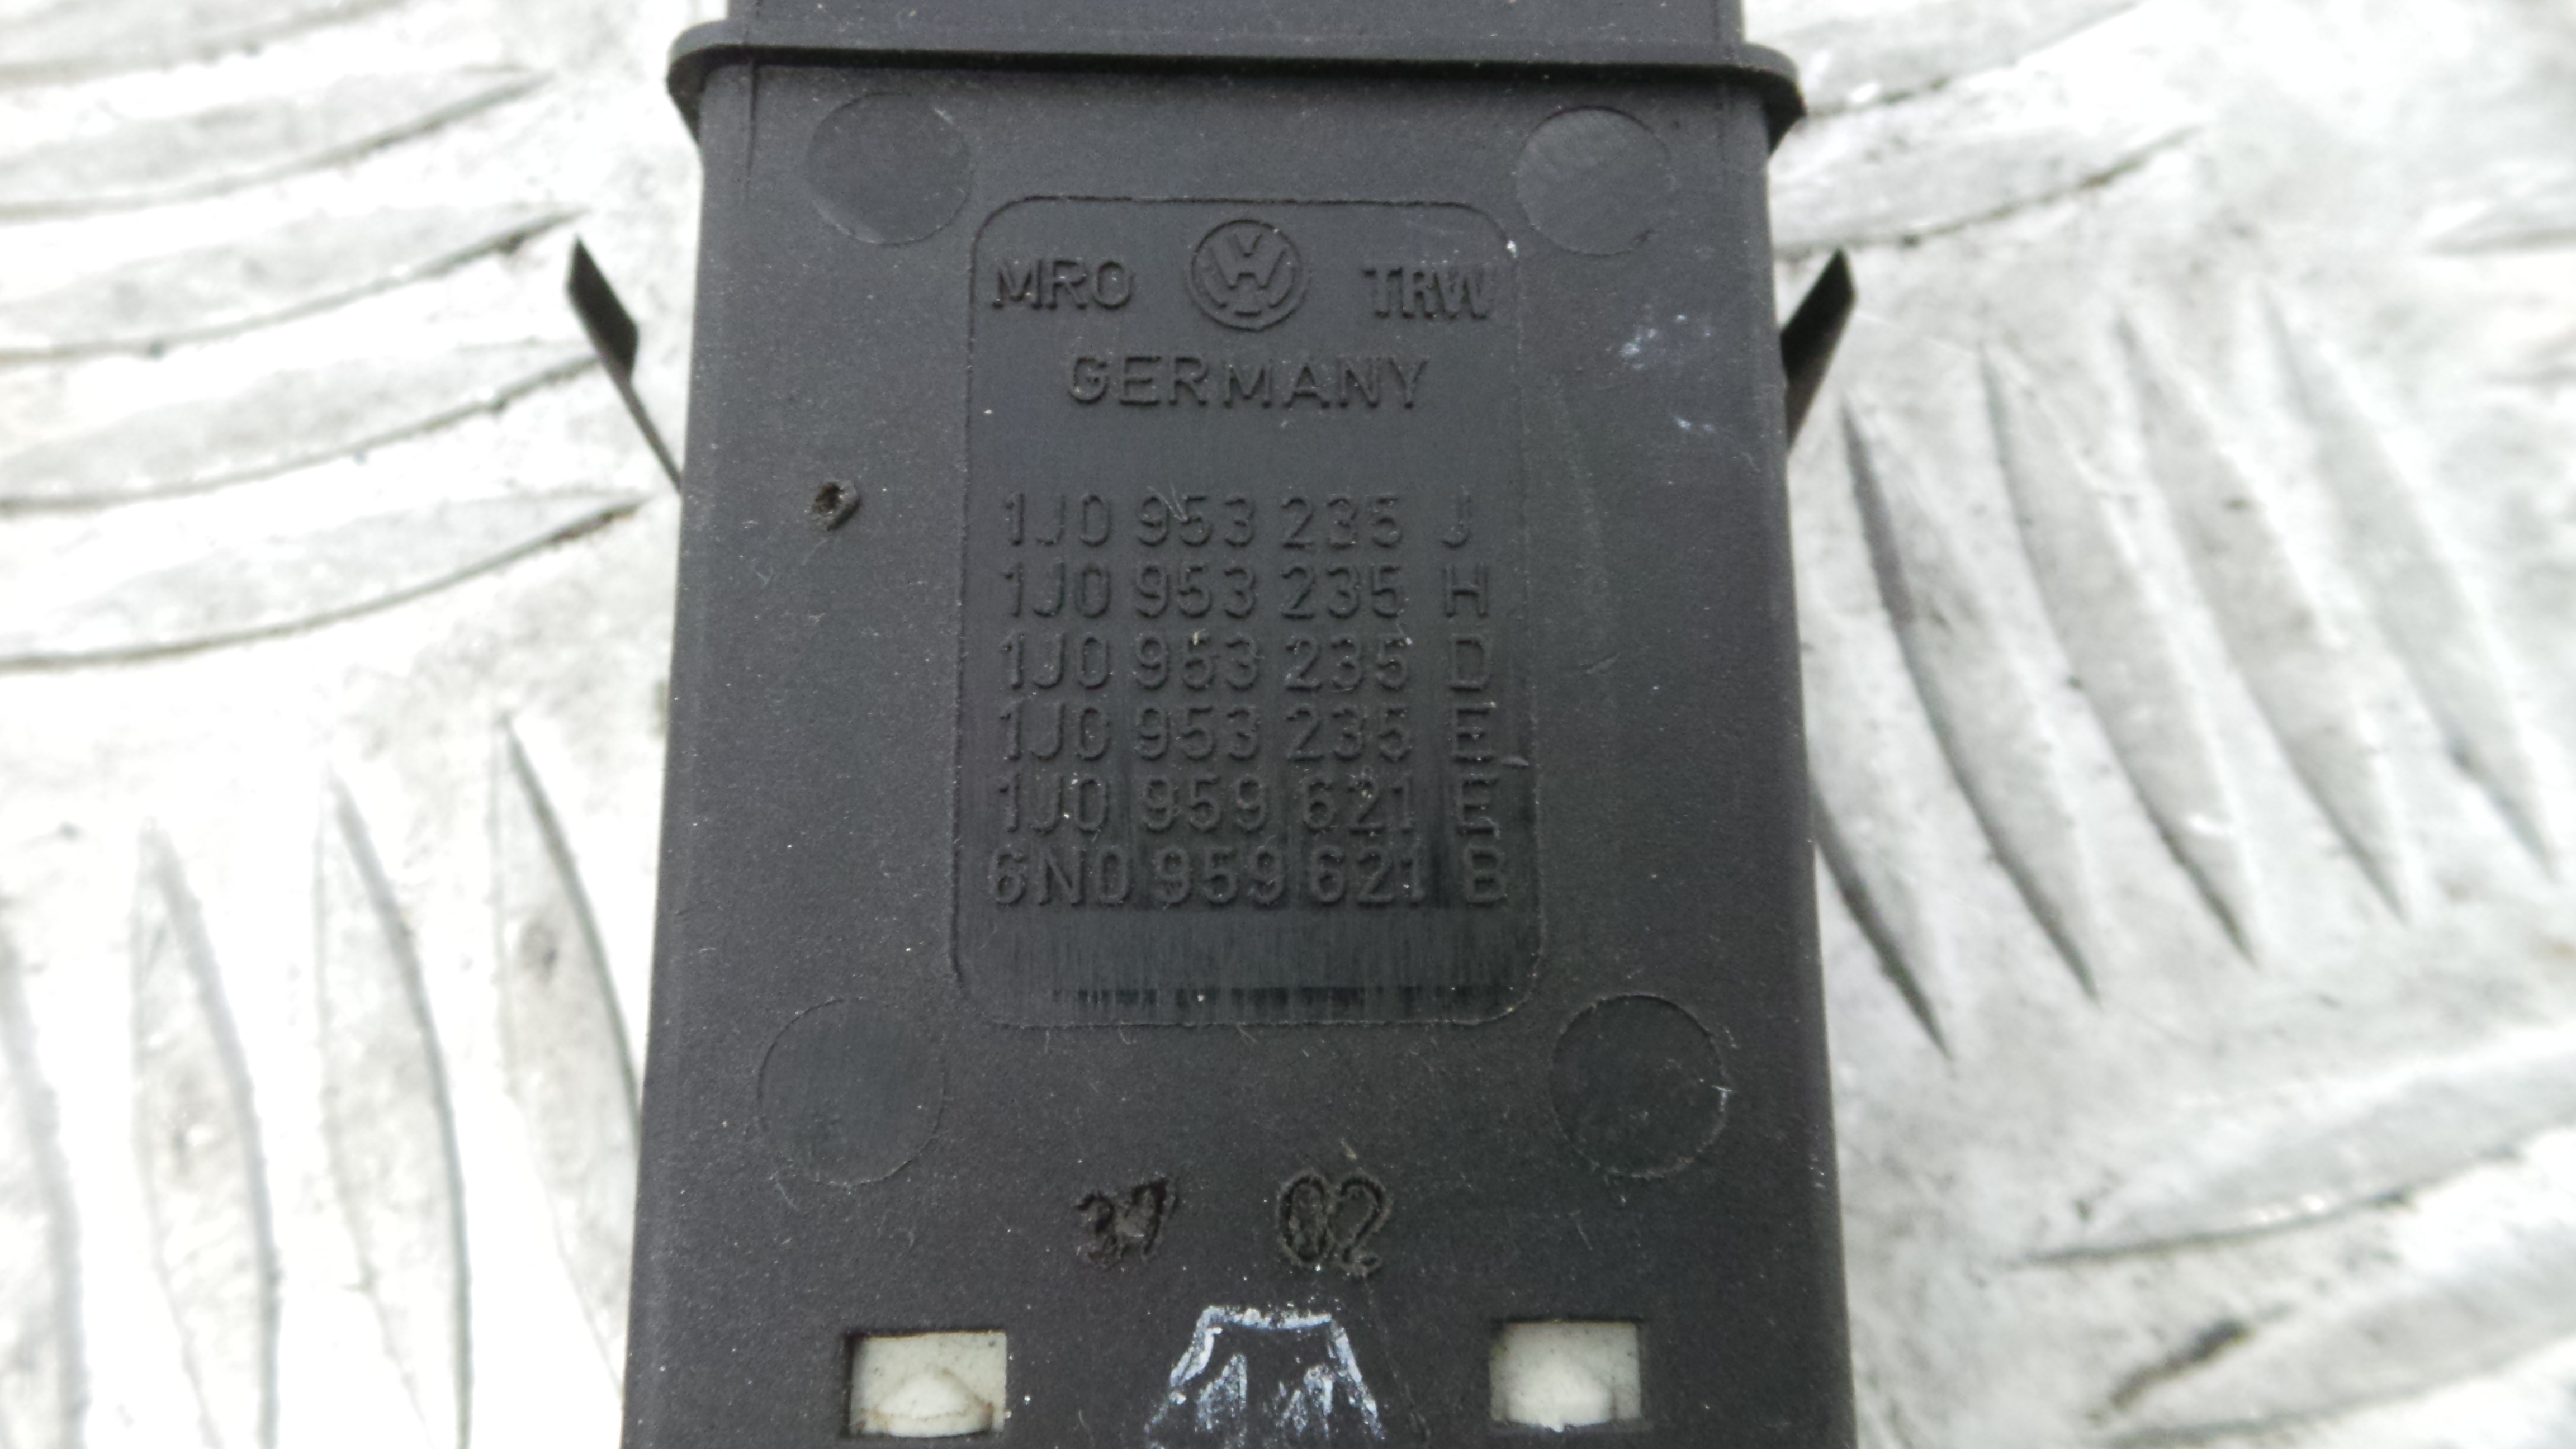 MRO VW TRW
GERMANY
1J0 953 235 J
1J0 953 235 H
1J0 953 235 D
1J0 953 235 E
1J0 959 621 E
6N0 959 621 B
37 02